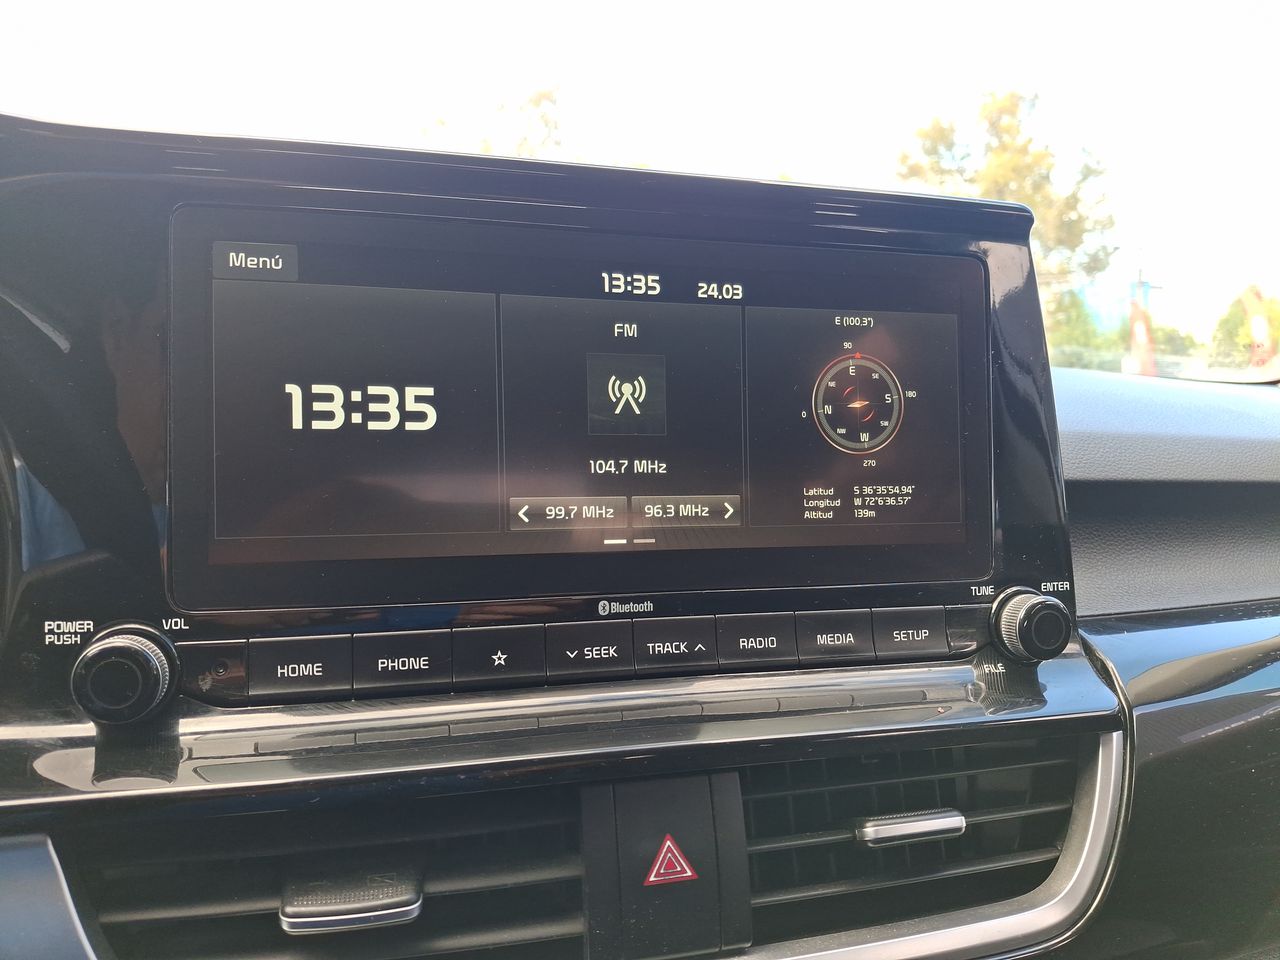 Menú
13:35 24.03
13:35
FM
104.7 MHz
99.7 MHz 96.3 MHz
E (100.3°)
90
E
NE SE
0 N S 180
NW SW
W
270
Latitud S 36°35'54.94"
Longitud W 72°6'36.57"
Altitud 139m
Bluetooth
POWER
PUSH
VOL
TUNE
ENTER
FILE
HOME PHONE SEEK TRACK RADIO MEDIA SETUP